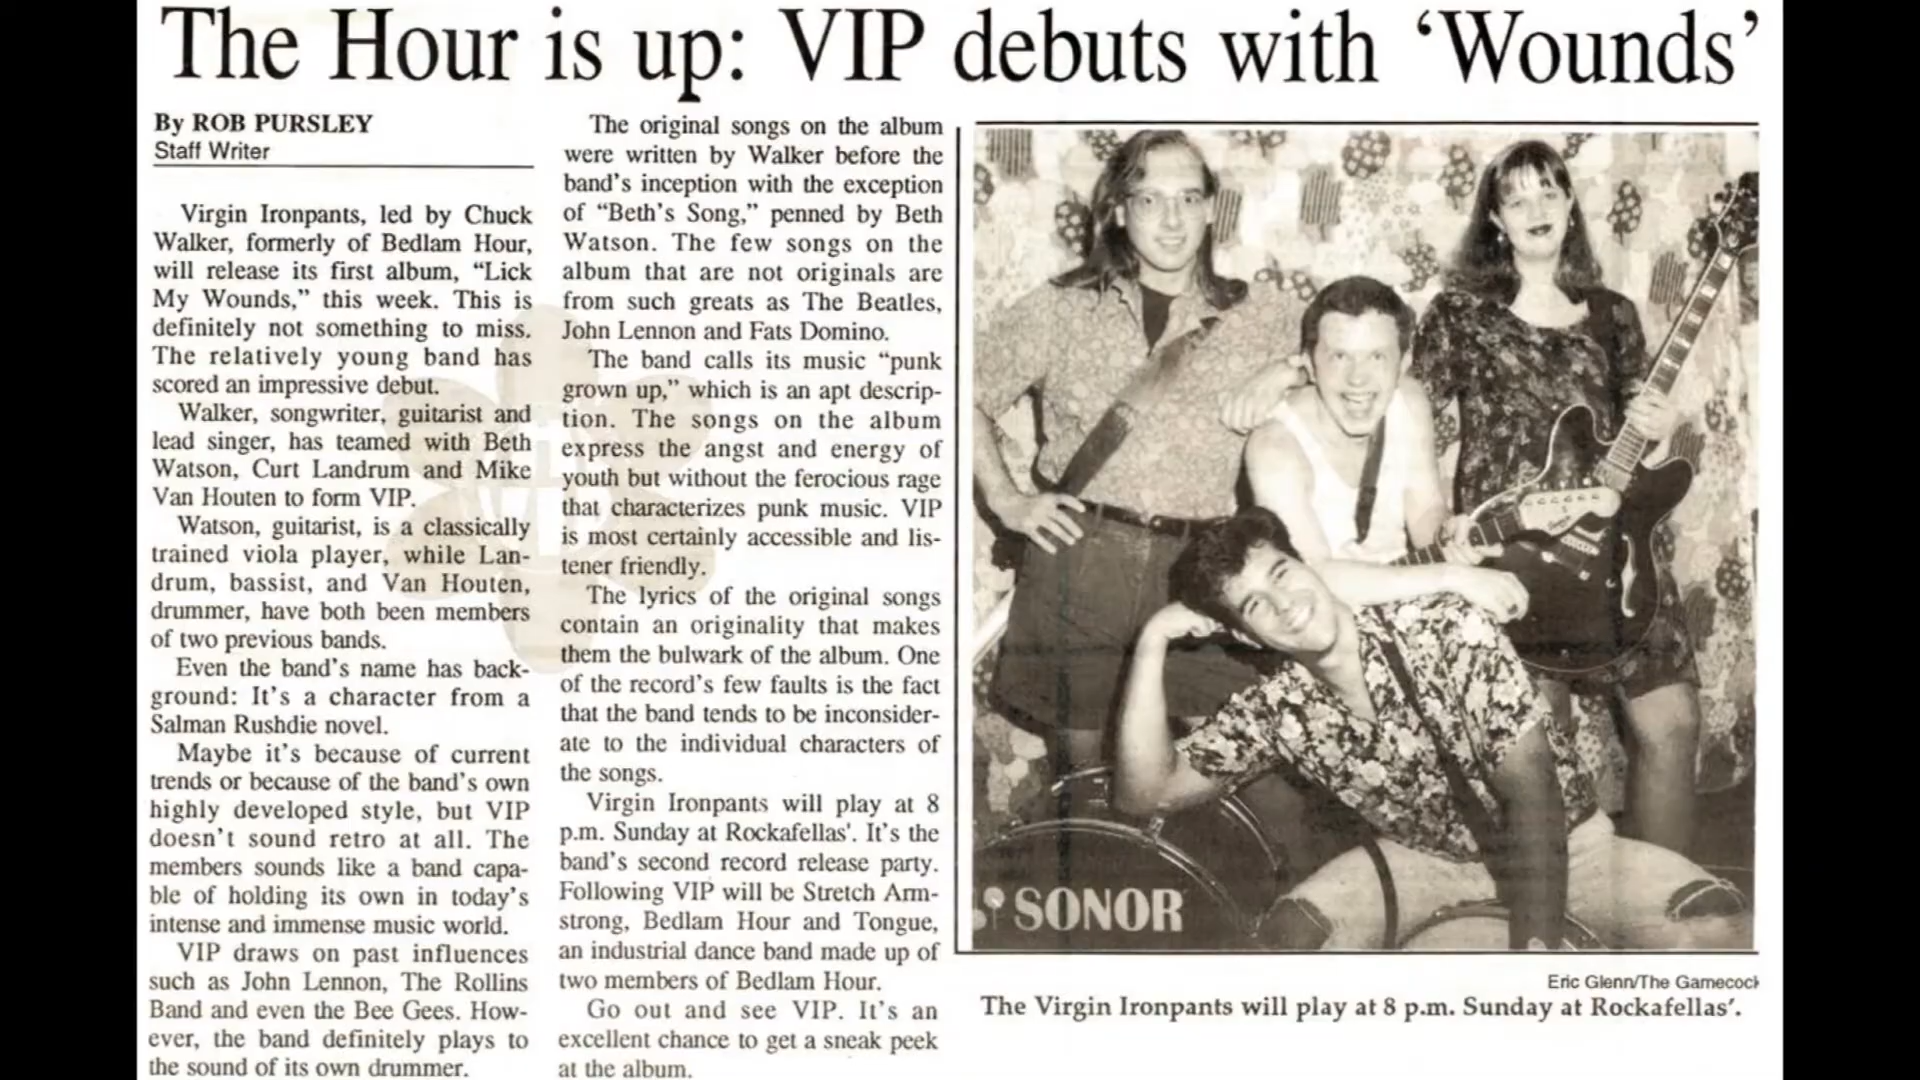 The Hour is up: VIP debuts with ‘Wounds’
By ROB PURSLEY
Staff Writer
Virgin Ironpants, led by Chuck
Walker, formerly of Bedlam Hour,
will release its first album, “Lick
My Wounds,” this week. This is
definitely not something to miss.
The relatively young band has
scored an impressive debut.
Walker, songwriter, guitarist and
lead singer, has teamed with Beth
Watson, Curt Landrum and Mike
Van Houten to form VIP.
Watson, guitarist, is a classically
trained viola player, while Lan-
drum, bassist, and Van Houten,
drummer, have both been members
of two previous bands.
Even the band’s name has back-
ground: It’s a character from a
Salman Rushdie novel.
Maybe it’s because of current
trends or because of the band’s own
highly developed style, but VIP
doesn’t sound retro at all. The
members sounds like a band capa-
ble of holding its own in today’s
intense and immense music world.
VIP draws on past influences
such as John Lennon, The Rollins
Band and even the Bee Gees. How-
ever, the band definitely plays to
the sound of its own drummer.
The original songs on the album
were written by Walker before the
band’s inception with the exception
of “Beth’s Song,” penned by Beth
Watson. The few songs on the
album that are not originals are
from such greats as The Beatles,
John Lennon and Fats Domino.
The band calls its music “punk
grown up,” which is an apt descrip-
tion. The songs on the album
express the angst and energy of
youth but without the ferocious rage
that characterizes punk music. VIP
is most certainly accessible and lis-
tener friendly.
The lyrics of the original songs
contain an originality that makes
them the bulwark of the album. One
of the record’s few faults is the fact
that the band tends to be inconsider-
ate to the individual characters of
the songs.
Virgin Ironpants will play at 8
p.m. Sunday at Rockafellas'. It’s the
band’s second record release party.
Following VIP will be Stretch Arm-
strong, Bedlam Hour and Tongue,
an industrial dance band made up of
two members of Bedlam Hour.
Go out and see VIP. It’s an
excellent chance to get a sneak peek
at the album.
SONOR
Eric Glenn/The Gamecock
The Virgin Ironpants will play at 8 p.m. Sunday at Rockafellas'.